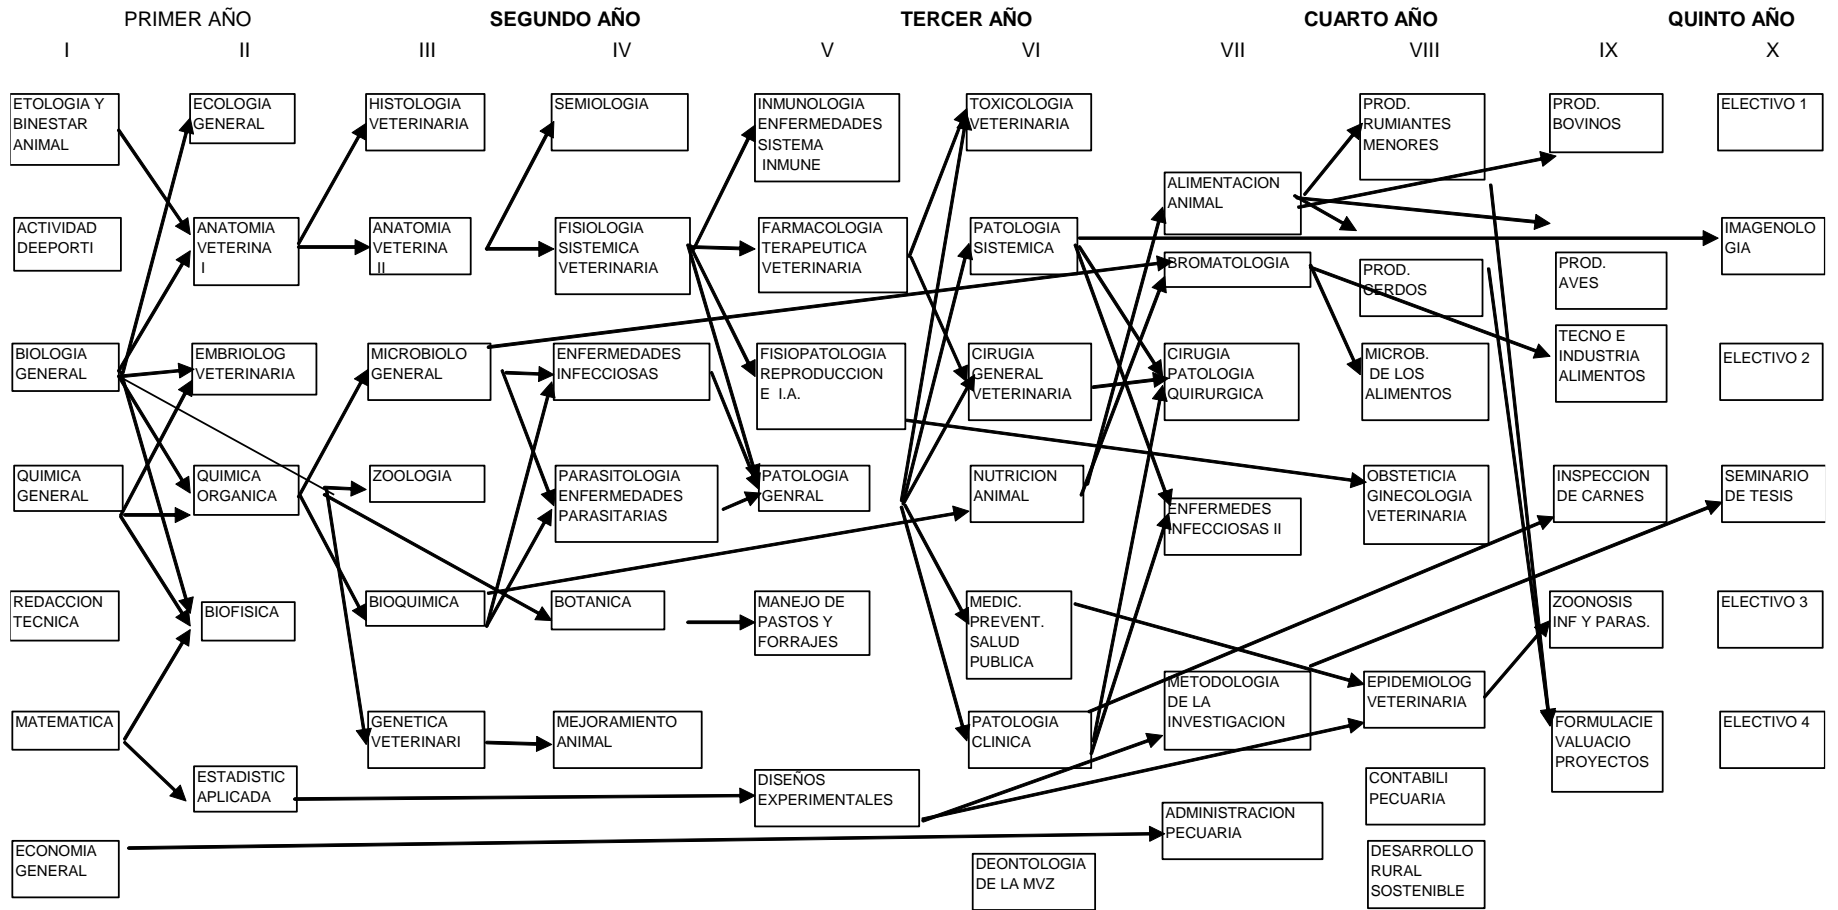 PRIMER AÑO
SEGUNDO AÑO
TERCER AÑO
CUARTO AÑO
QUINTO AÑO
I
II
III
IV
V
VI
VII
VIII
IX
X
ETOLOGIA Y
BINESTAR
ANIMAL
ACTIVIDAD
DEEPORTI
BIOLOGIA
GENERAL
QUIMICA
GENERAL
REDACCION
TECNICA
MATEMATICA
ECONOMIA
GENERAL
ECOLOGIA
GENERAL
ANATOMIA
VETERINA
I
EMBRIOLOG
VETERINARIA
QUIMICA
ORGANICA
BIOFISICA
ESTADISTIC
APLICADA
HISTOLOGIA
VETERINARIA
ANATOMIA
VETERINA
II
MICROBIOLO
GENERAL
ZOOLOGIA
BIOQUIMICA
GENETICA
VETERINARI
SEMIOLOGIA
FISIOLOGIA
SISTEMICA
VETERINARIA
ENFERMEDADES
INFECCIOSAS
PARASITOLOGIA
ENFERMEDADES
PARASITARIAS
BOTANICA
MEJORAMIENTO
ANIMAL
INMUNOLOGIA
ENFERMEDADES
SISTEMA
INMUNE
FARMACOLOGIA
TERAPEUTICA
VETERINARIA
FISIOPATOLOGIA
REPRODUCCION
E I.A.
PATOLOGIA
GENRAL
MANEJO DE
PASTOS Y
FORRAJES
DISEÑOS
EXPERIMENTALES
TOXICOLOGIA
VETERINARIA
PATOLOGIA
SISTEMICA
CIRUGIA
GENERAL
VETERINARIA
NUTRICION
ANIMAL
MEDIC.
PREVENT.
SALUD
PUBLICA
PATOLOGIA
CLINICA
DEONTOLOGIA
DE LA MVZ
ALIMENTACION
ANIMAL
BROMATOLOGIA
CIRUGIA
PATOLOGIA
QUIRURGICA
ENFERMEDES
INFECCIOSAS II
METODOLOGIA
DE LA
INVESTIGACION
ADMINISTRACION
PECUARIA
PROD.
RUMIANTES
MENORES
PROD.
CERDOS
MICROB.
DE LOS
ALIMENTOS
OBSTETICIA
GINECOLOGIA
VETERINARIA
EPIDEMIOLOG
VETERINARIA
CONTABILI
PECUARIA
DESARROLLO
RURAL
SOSTENIBLE
PROD.
BOVINOS
PROD.
AVES
TECNO E
INDUSTRIA
ALIMENTOS
INSPECCION
DE CARNES
ZOONOSIS
INF Y PARAS.
FORMULACIE
VALUACIO
PROYECTOS
ELECTIVO 1
IMAGENOLO
GIA
ELECTIVO 2
SEMINARIO
DE TESIS
ELECTIVO 3
ELECTIVO 4